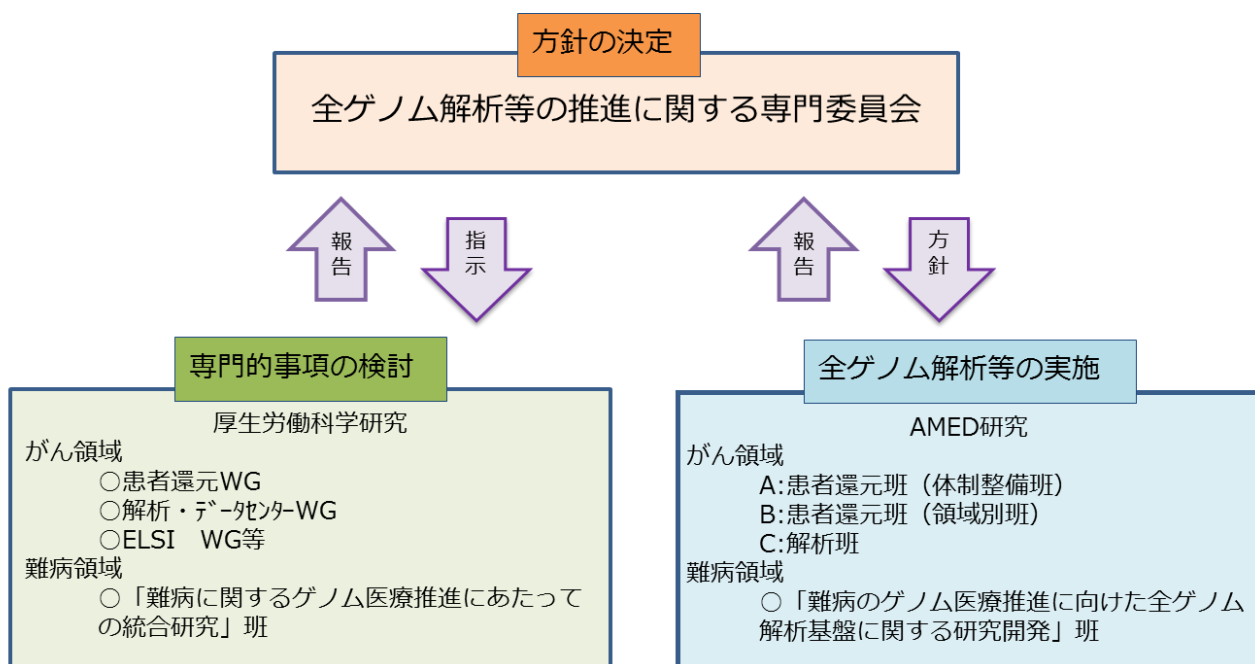 方針の決定
全ゲノム解析等の推進に関する専門委員会
報告
指示
報告
方針
専門的事項の検討
厚生労働科学研究
がん領域
○患者還元WG
○解析・ﾃﾞｰﾀｾﾝﾀｰWG
○ELSI　WG等
難病領域
○「難病に関するゲノム医療推進にあたって
の統合研究」班
全ゲノム解析等の実施
AMED研究
がん領域
A:患者還元班（体制整備班）
B:患者還元班（領域別班）
C:解析班
難病領域
○「難病のゲノム医療推進に向けた全ゲノム
解析基盤に関する研究開発」班